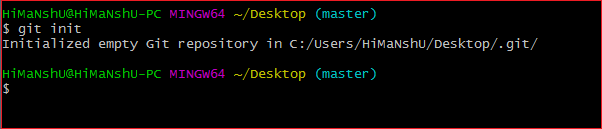 HiMaNshU@HiMaNshU-PC MINGW64 ~/Desktop (master)
$ git init
Initialized empty Git repository in C:/Users/HiMaNshU/Desktop/.git/
HiMaNshU@HiMaNshU-PC MINGW64 ~/Desktop (master)
$